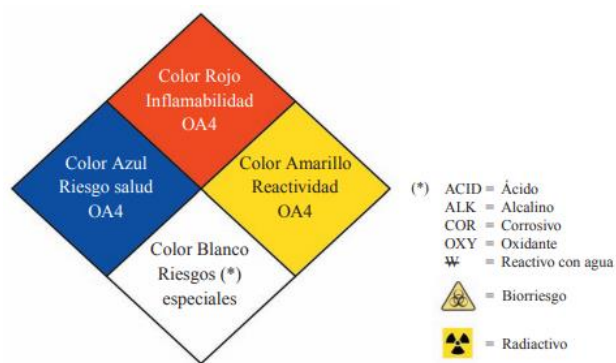 Color Rojo
Inflamabilidad
OA4
Color Azul
Riesgo salud
OA4
Color Amarillo
Reactividad
OA4
Color Blanco
Riesgos (*)
especiales
(*) ACID = Ácido
ALK = Alcalino
COR = Corrosivo
OXY = Oxidante
W = Reactivo con agua
= Biorriesgo
= Radiactivo